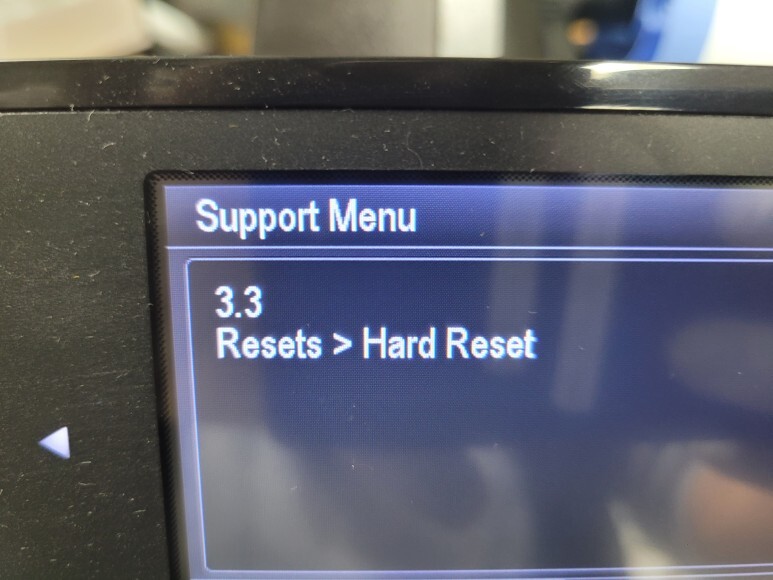 Support Menu
3.3
Resets > Hard Reset